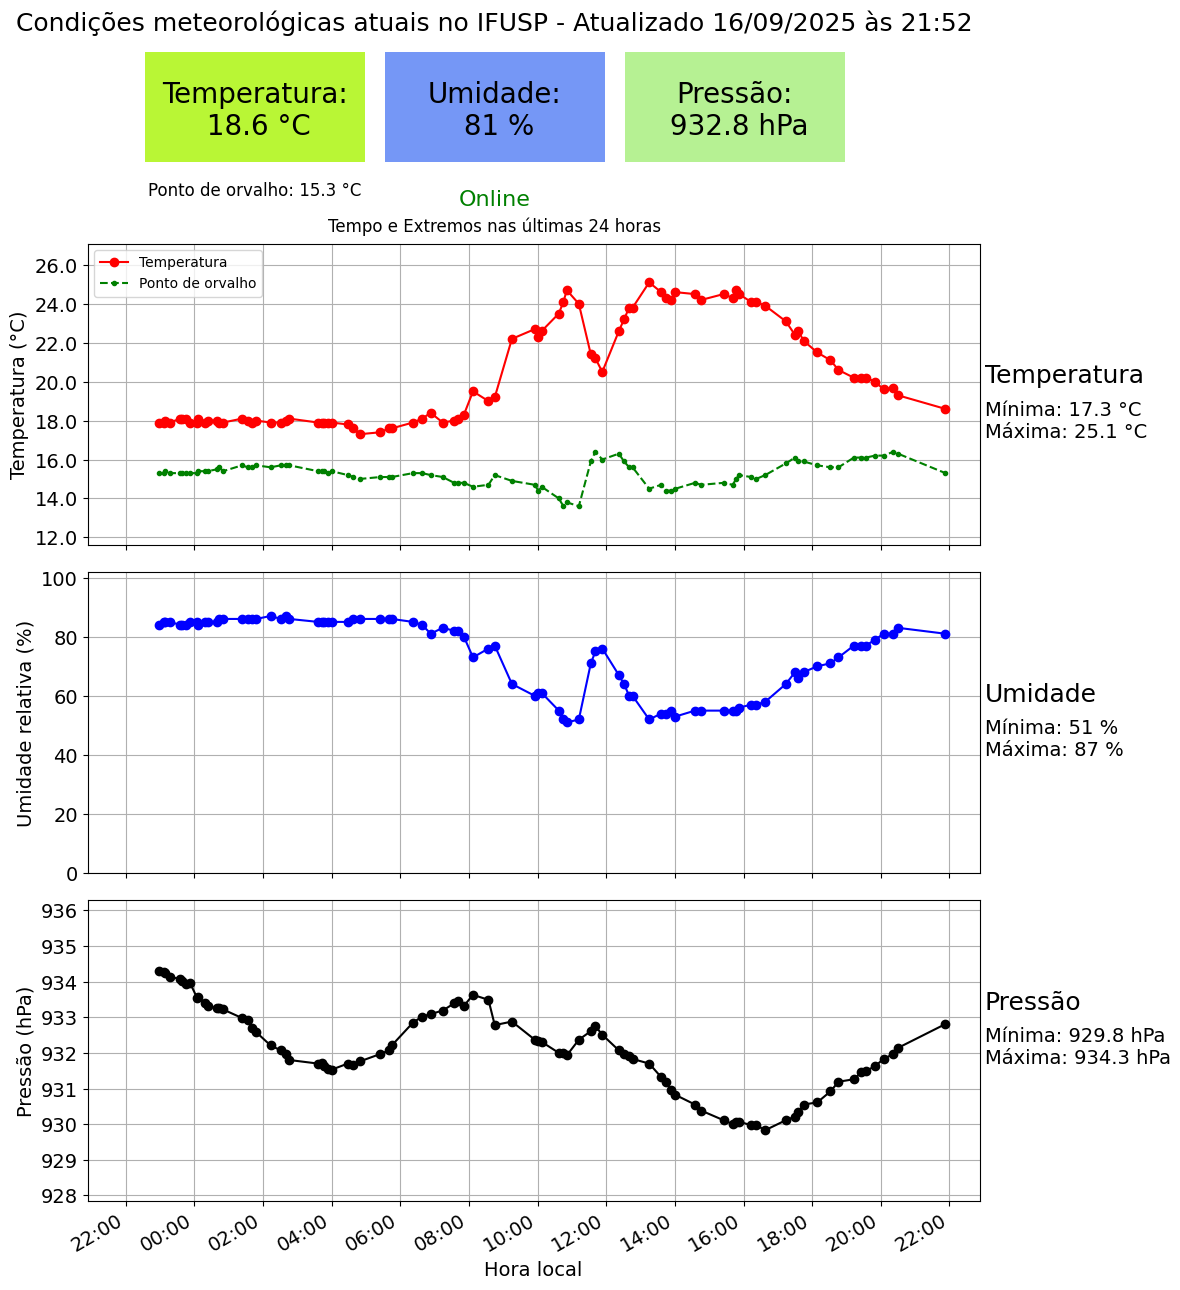 Condições meteorológicas atuais no IFUSP - Atualizado 16/09/2025 às 21:52
Temperatura:
18.6 °C
Umidade:
81 %
Pressão:
932.8 hPa
Ponto de orvalho: 15.3 °C
Online
Tempo e Extremos nas últimas 24 horas
Temperatura
Ponto de orvalho
Temperatura (°C)
26.0
24.0
22.0
20.0
18.0
16.0
14.0
12.0
Temperatura
Mínima: 17.3 °C
Máxima: 25.1 °C
Umidade relativa (%)
100
80
60
40
20
0
Umidade
Mínima: 51 %
Máxima: 87 %
Pressão (hPa)
936
935
934
933
932
931
930
929
928
Pressão
Mínima: 929.8 hPa
Máxima: 934.3 hPa
22:00 00:00 02:00 04:00 06:00 08:00 10:00 12:00 14:00 16:00 18:00 20:00 22:00
Hora local